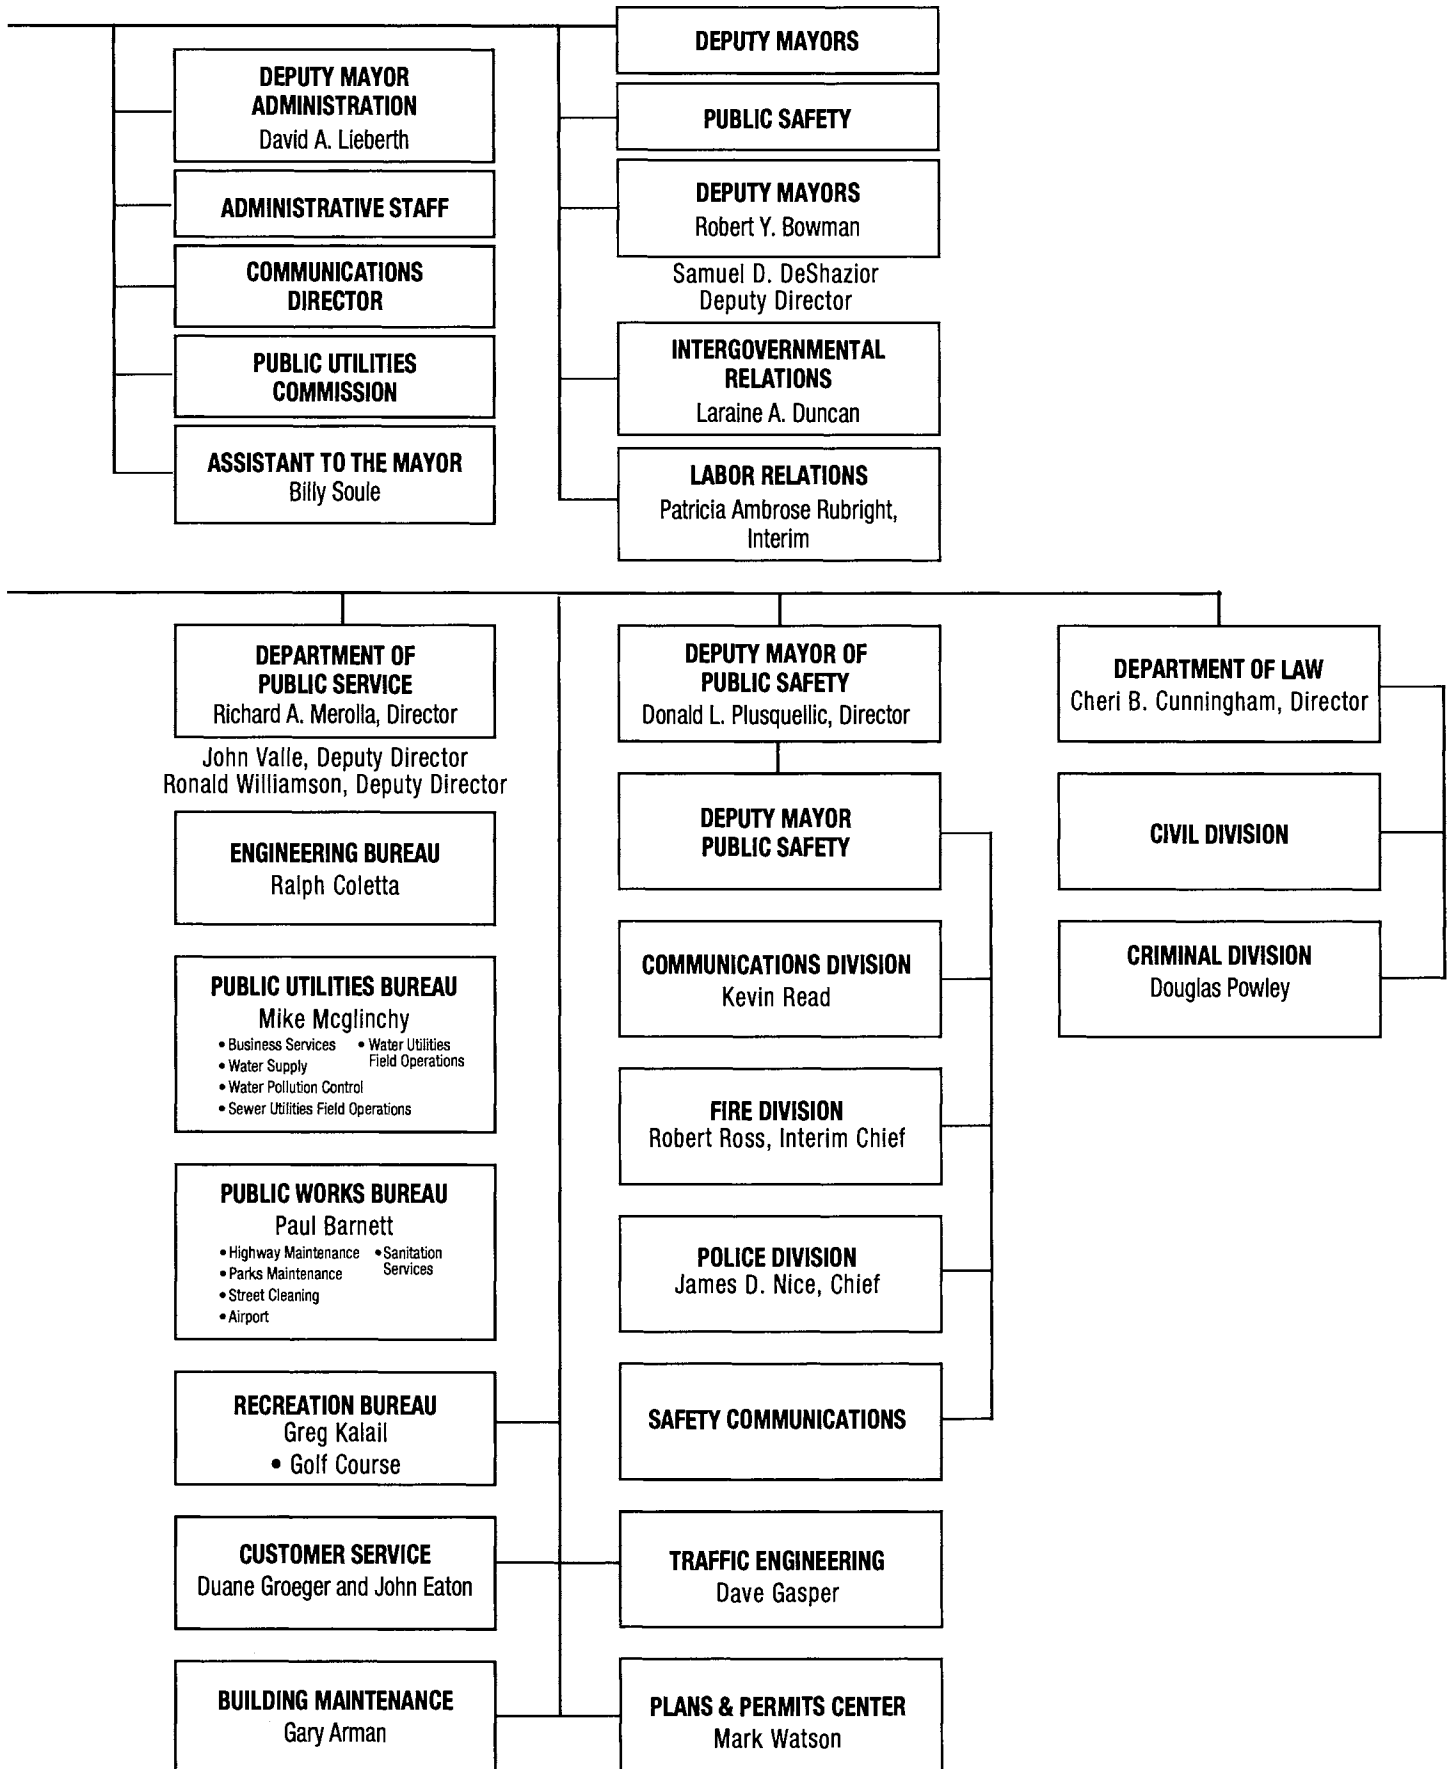 DEPUTY MAYOR
ADMINISTRATION
David A. Lieberth
ADMINISTRATIVE STAFF
COMMUNICATIONS
DIRECTOR
PUBLIC UTILITIES
COMMISSION
ASSISTANT TO THE MAYOR
Billy Soule
DEPUTY MAYORS
PUBLIC SAFETY
DEPUTY MAYORS
Robert Y. Bowman
Samuel D. DeShazior
Deputy Director
INTERGOVERNMENTAL
RELATIONS
Laraine A. Duncan
LABOR RELATIONS
Patricia Ambrose Rubright,
Interim
DEPARTMENT OF
PUBLIC SERVICE
Richard A. Merolla, Director
John Valle, Deputy Director
Ronald Williamson, Deputy Director
ENGINEERING BUREAU
Ralph Coletta
PUBLIC UTILITIES BUREAU
Mike Mcglinchy
• Business Services
• Water Supply
• Water Pollution Control
• Sewer Utilities Field Operations
• Water Utilities
Field Operations
PUBLIC WORKS BUREAU
Paul Barnett
• Highway Maintenance
• Parks Maintenance
• Street Cleaning
• Airport
• Sanitation
Services
RECREATION BUREAU
Greg Kalail
• Golf Course
CUSTOMER SERVICE
Duane Groeger and John Eaton
BUILDING MAINTENANCE
Gary Arman
DEPUTY MAYOR OF
PUBLIC SAFETY
Donald L. Plusquellic, Director
DEPUTY MAYOR
PUBLIC SAFETY
COMMUNICATIONS DIVISION
Kevin Read
FIRE DIVISION
Robert Ross, Interim Chief
POLICE DIVISION
James D. Nice, Chief
SAFETY COMMUNICATIONS
TRAFFIC ENGINEERING
Dave Gasper
PLANS & PERMITS CENTER
Mark Watson
DEPARTMENT OF LAW
Cheri B. Cunningham, Director
CIVIL DIVISION
CRIMINAL DIVISION
Douglas Powley